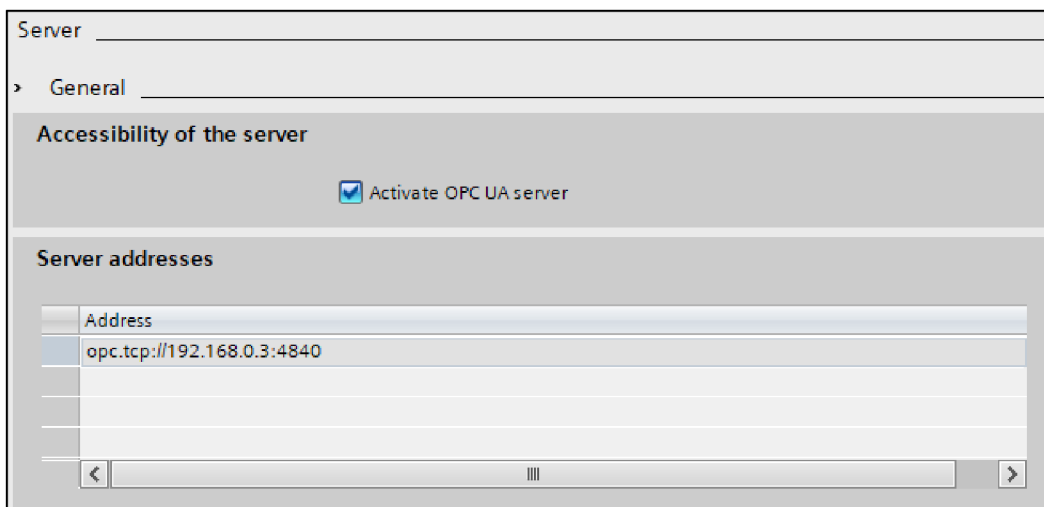 Server
General
Accessibility of the server
Activate OPC UA server
Server addresses
Address
opc.tcp://192.168.0.3:4840